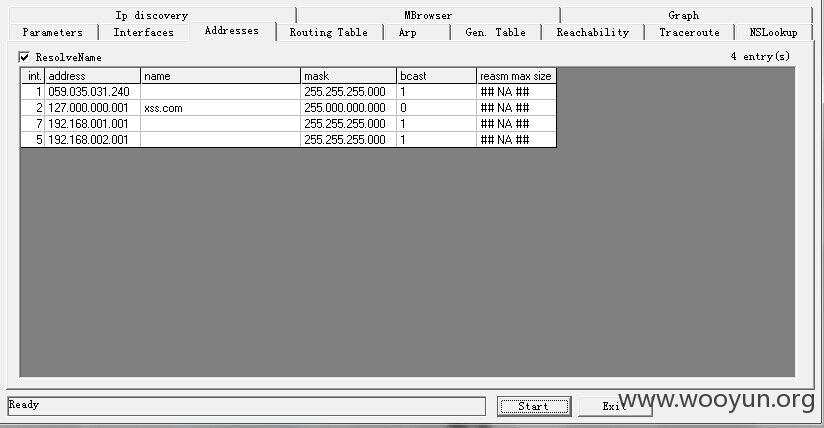 Ip discovery MBrowser Graph
Parameters Interfaces Addresses Routing Table Arp Gen. Table Reachability Traceroute NSLookup
ResolveName 4 entry(s)
int. address name mask bcast reasm max size
1 059.035.031.240 255.255.255.000 1 ## NA ##
2 127.000.000.001 xss.com 255.000.000.000 0 ## NA ##
7 192.168.001.001 255.255.255.000 1 ## NA ##
5 192.168.002.001 255.255.255.000 1 ## NA ##
Ready Start Exit
www.wooyun.org